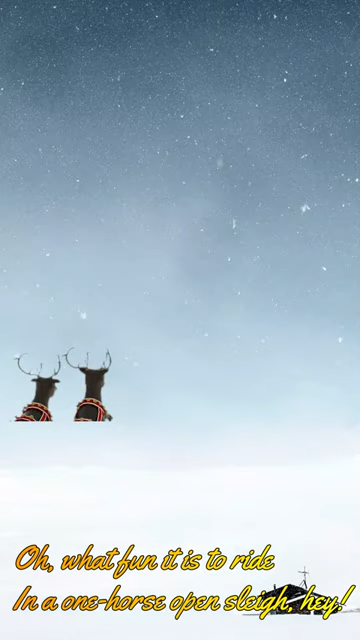 Oh, what fun it is to ride
In a one-horse open sleigh, hey!